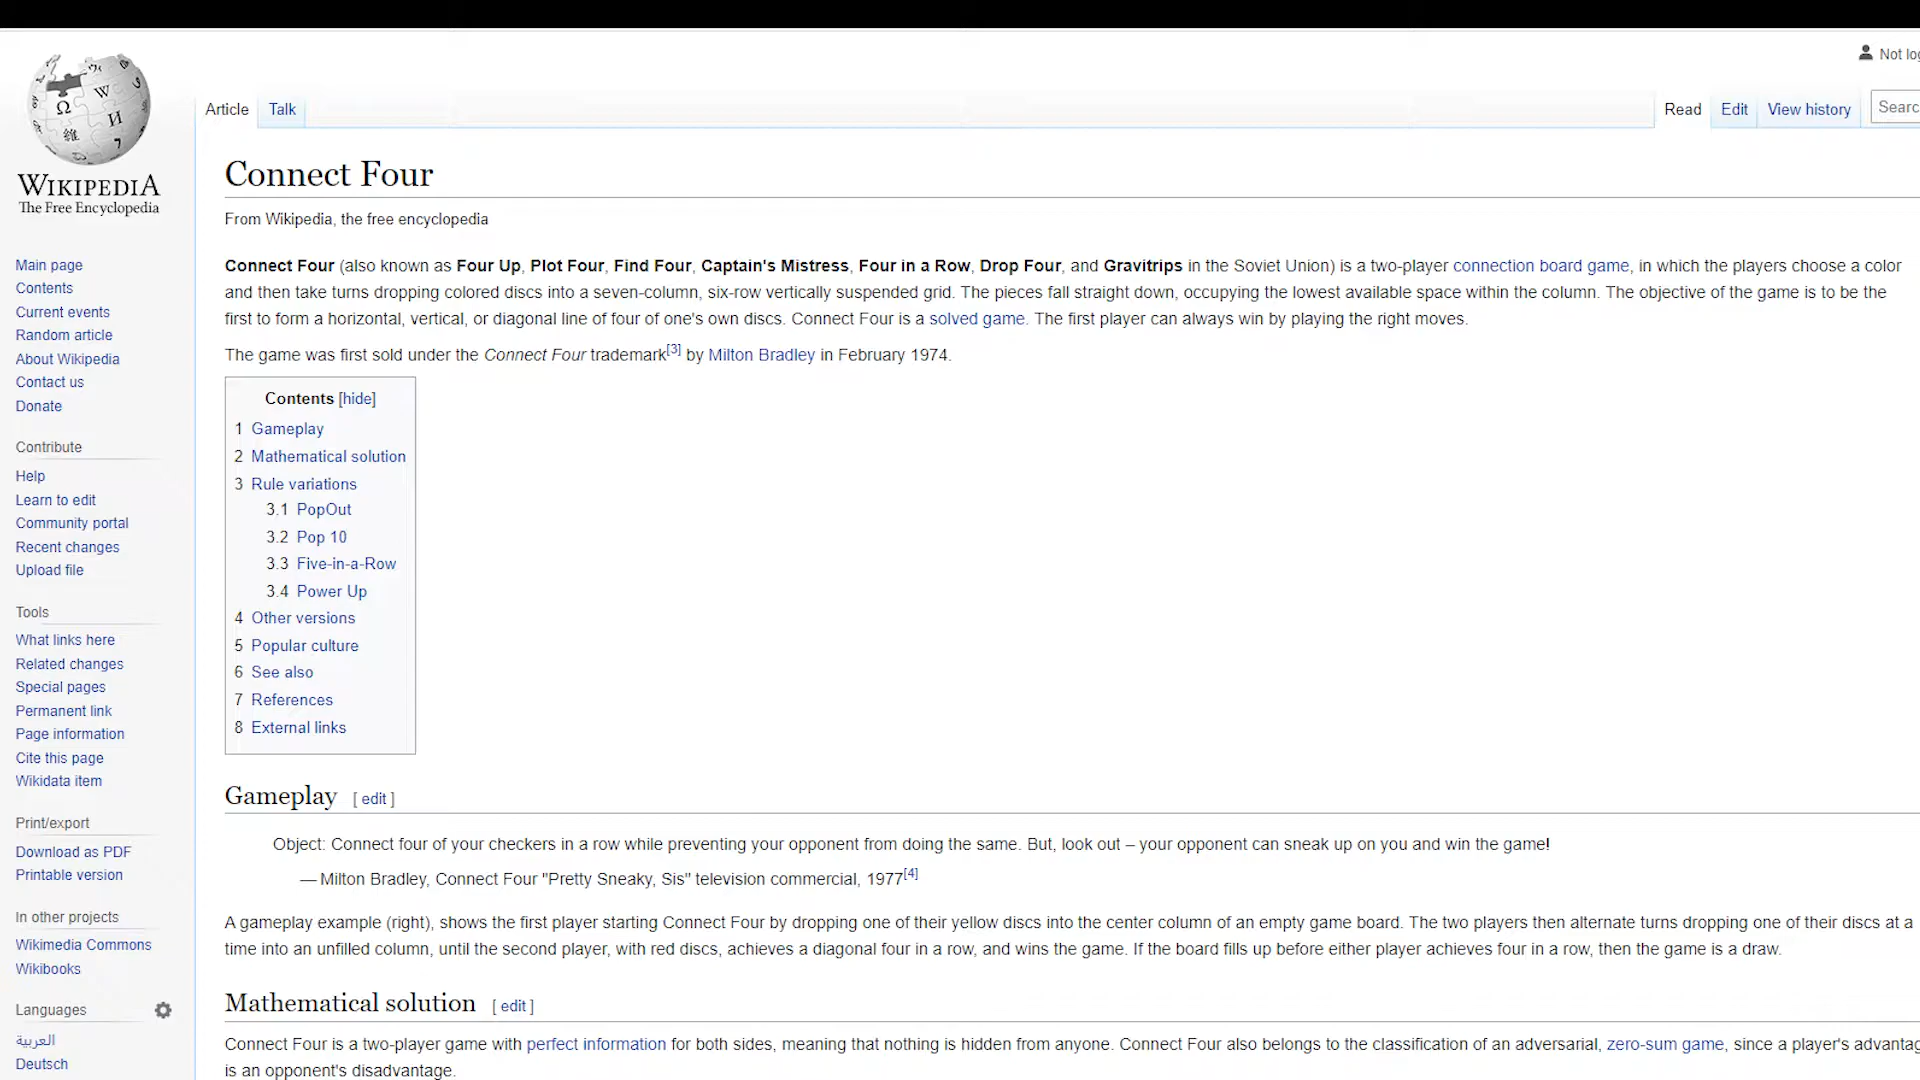 Not log
Article Talk
Read Edit View history Searc
WIKIPEDIA
The Free Encyclopedia
Connect Four
From Wikipedia, the free encyclopedia
Main page
Contents
Current events
Random article
About Wikipedia
Contact us
Donate
Contribute
Help
Learn to edit
Community portal
Recent changes
Upload file
Tools
What links here
Related changes
Special pages
Permanent link
Page information
Cite this page
Wikidata item
Print/export
Download as PDF
Printable version
In other projects
Wikimedia Commons
Wikibooks
Languages
العربية
Deutsch
Connect Four (also known as Four Up, Plot Four, Find Four, Captain's Mistress, Four in a Row, Drop Four, and Gravitrips in the Soviet Union) is a two-player connection board game, in which the players choose a color
and then take turns dropping colored discs into a seven-column, six-row vertically suspended grid. The pieces fall straight down, occupying the lowest available space within the column. The objective of the game is to be the
first to form a horizontal, vertical, or diagonal line of four of one's own discs. Connect Four is a solved game. The first player can always win by playing the right moves.
The game was first sold under the Connect Four trademark[3] by Milton Bradley in February 1974.
Contents [hide]
1 Gameplay
2 Mathematical solution
3 Rule variations
3.1 PopOut
3.2 Pop 10
3.3 Five-in-a-Row
3.4 Power Up
4 Other versions
5 Popular culture
6 See also
7 References
8 External links
Gameplay [ edit ]
Object: Connect four of your checkers in a row while preventing your opponent from doing the same. But, look out – your opponent can sneak up on you and win the game!
— Milton Bradley, Connect Four "Pretty Sneaky, Sis" television commercial, 1977[4]
A gameplay example (right), shows the first player starting Connect Four by dropping one of their yellow discs into the center column of an empty game board. The two players then alternate turns dropping one of their discs at a
time into an unfilled column, until the second player, with red discs, achieves a diagonal four in a row, and wins the game. If the board fills up before either player achieves four in a row, then the game is a draw.
Mathematical solution [ edit ]
Connect Four is a two-player game with perfect information for both sides, meaning that nothing is hidden from anyone. Connect Four also belongs to the classification of an adversarial, zero-sum game, since a player's advantag
is an opponent's disadvantage.